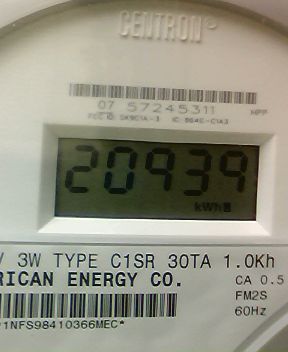 CENTRON®
07 57245311
20939
kWh
V 3W TYPE C1SR 30TA 1.0Kh
RICAN ENERGY CO.
CA 0.5
FM2S
60Hz
1NFS98410366MEC*